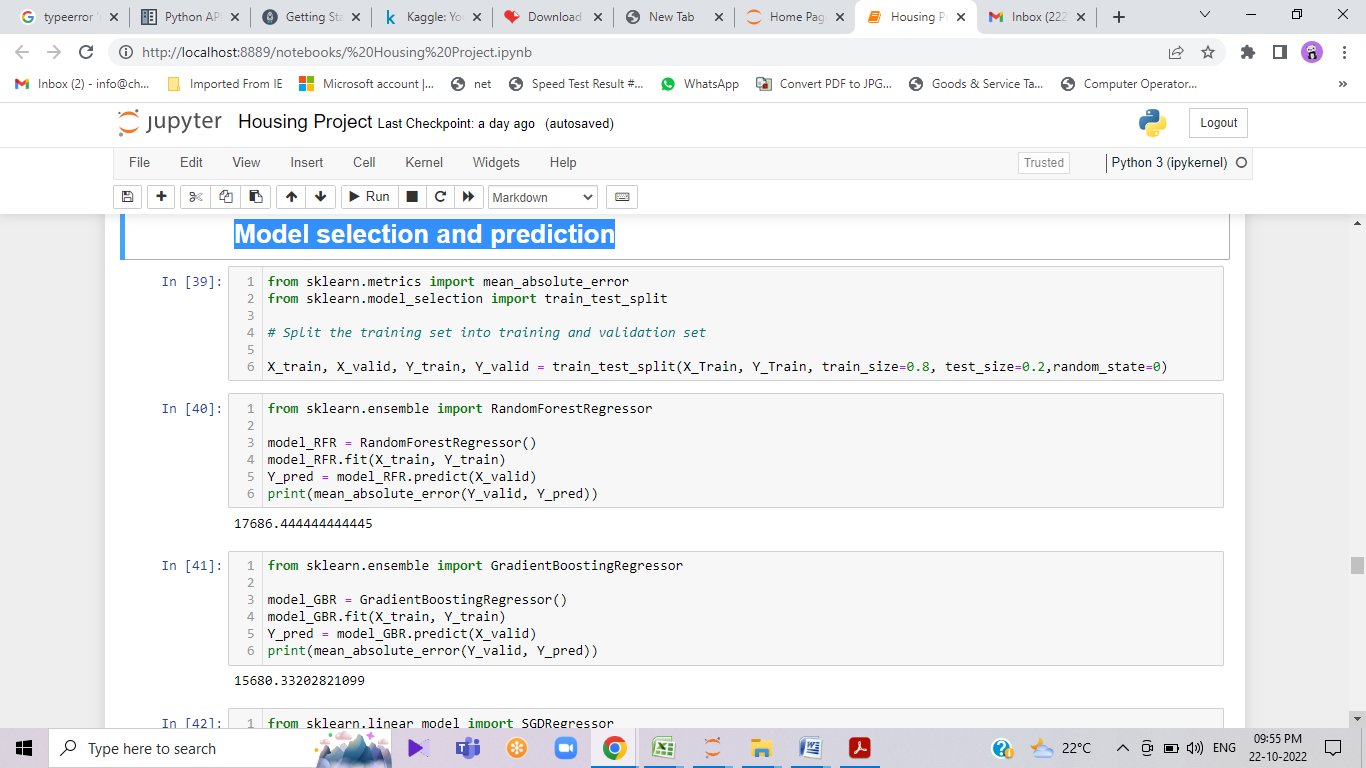 typeerror
Python AP
Getting Sta
Kaggle: Yo
Download
New Tab
Home Pag
Housing P
Inbox (222
http://localhost:8889/notebooks/%20Housing%20Project.ipynb
Inbox (2) - info@ch...
Imported From IE
Microsoft account |...
net
Speed Test Result #...
WhatsApp
Convert PDF to JPG...
Goods & Service Ta...
Computer Operator...
»
jupyter Housing Project Last Checkpoint: a day ago (autosaved)
Logout
File Edit View Insert Cell Kernel Widgets Help
Trusted
Python 3 (ipykernel)
Run
Markdown
Model selection and prediction
In [39]:
1 from sklearn.metrics import mean_absolute_error
2 from sklearn.model_selection import train_test_split
3
4 # Split the training set into training and validation set
5
6 X_train, X_valid, Y_train, Y_valid = train_test_split(X_Train, Y_Train, train_size=0.8, test_size=0.2,random_state=0)
In [40]:
1 from sklearn.ensemble import RandomForestRegressor
2
3 model_RFR = RandomForestRegressor()
4 model_RFR.fit(X_train, Y_train)
5 Y_pred = model_RFR.predict(X_valid)
6 print(mean_absolute_error(Y_valid, Y_pred))
17686.444444444445
In [41]:
1 from sklearn.ensemble import GradientBoostingRegressor
2
3 model_GBR = GradientBoostingRegressor()
4 model_GBR.fit(X_train, Y_train)
5 Y_pred = model_GBR.predict(X_valid)
6 print(mean_absolute_error(Y_valid, Y_pred))
15680.33202821099
In [42]:
1 from sklearn.linear_model import SGDRegressor
Type here to search
22°C
ENG
09:55 PM
22-10-2022